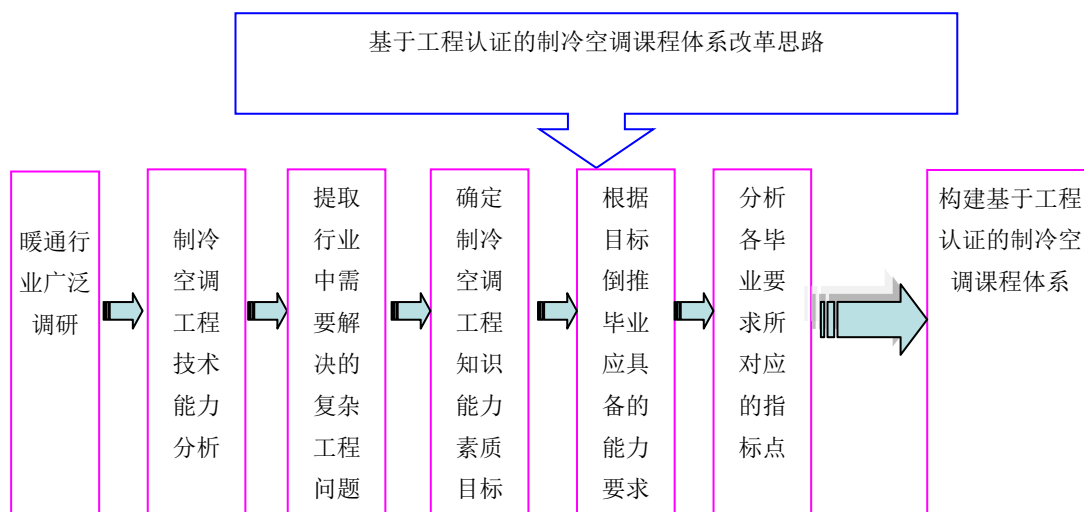 基于工程认证的制冷空调课程体系改革思路
暖通行
业广泛
调研
制冷
空调
工程
技术
能力
分析
提取
行业
中需
要解
决的
复杂
工程
问题
确定
制冷
空调
工程
知识
能力
素质
目标
根据
目标
倒推
毕业
应具
备的
能力
要求
分析
各毕
业要
求所
对应
的指
标点
构建基于工程
认证的制冷空
调课程体系